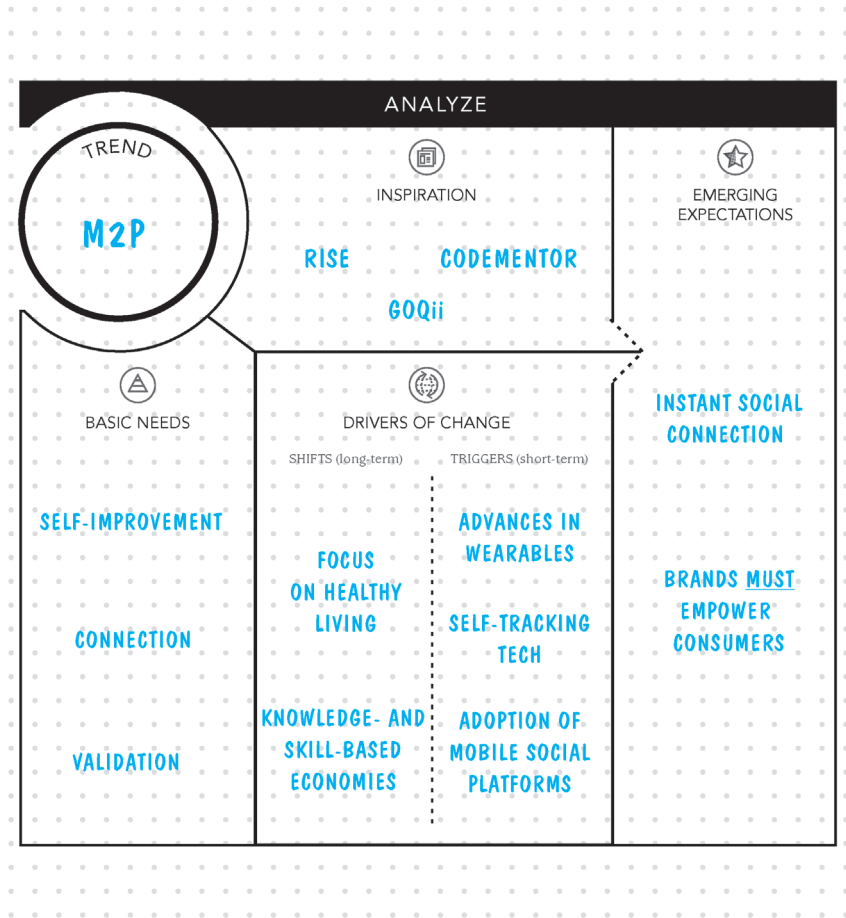 ANALYZE
TREND
M2P
INSPIRATION
RISE
CODEMENTOR
GOQii
EMERGING
EXPECTATIONS
INSTANT SOCIAL
CONNECTION
BRANDS MUST
EMPOWER
CONSUMERS
BASIC NEEDS
SELF-IMPROVEMENT
CONNECTION
VALIDATION
DRIVERS OF CHANGE
SHIFTS (long-term)
FOCUS
ON HEALTHY
LIVING
KNOWLEDGE- AND
SKILL-BASED
ECONOMIES
TRIGGERS (short-term)
ADVANCES IN
WEARABLES
SELF-TRACKING
TECH
ADOPTION OF
MOBILE SOCIAL
PLATFORMS